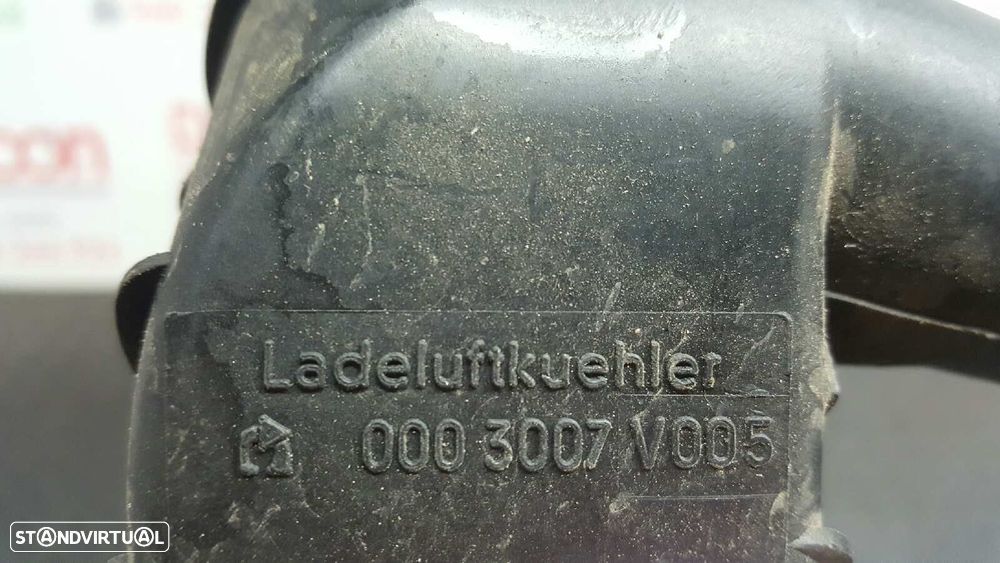 Ladeluftkuehler
000 3007 V005
STANDVIRTUAL